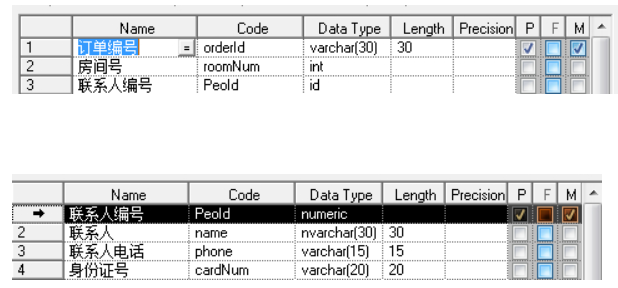 Name Code Data Type Length Precision P F M
1 订单编号 = orderId varchar(30) 30
2 房间号 roomNum int
3 联系人编号 PeoId id
Name Code Data Type Length Precision P F M
联系人编号 PeoId numeric
2 联系人 name nvarchar(30) 30
3 联系人电话 phone varchar(15) 15
4 身份证号 cardNum varchar(20) 20